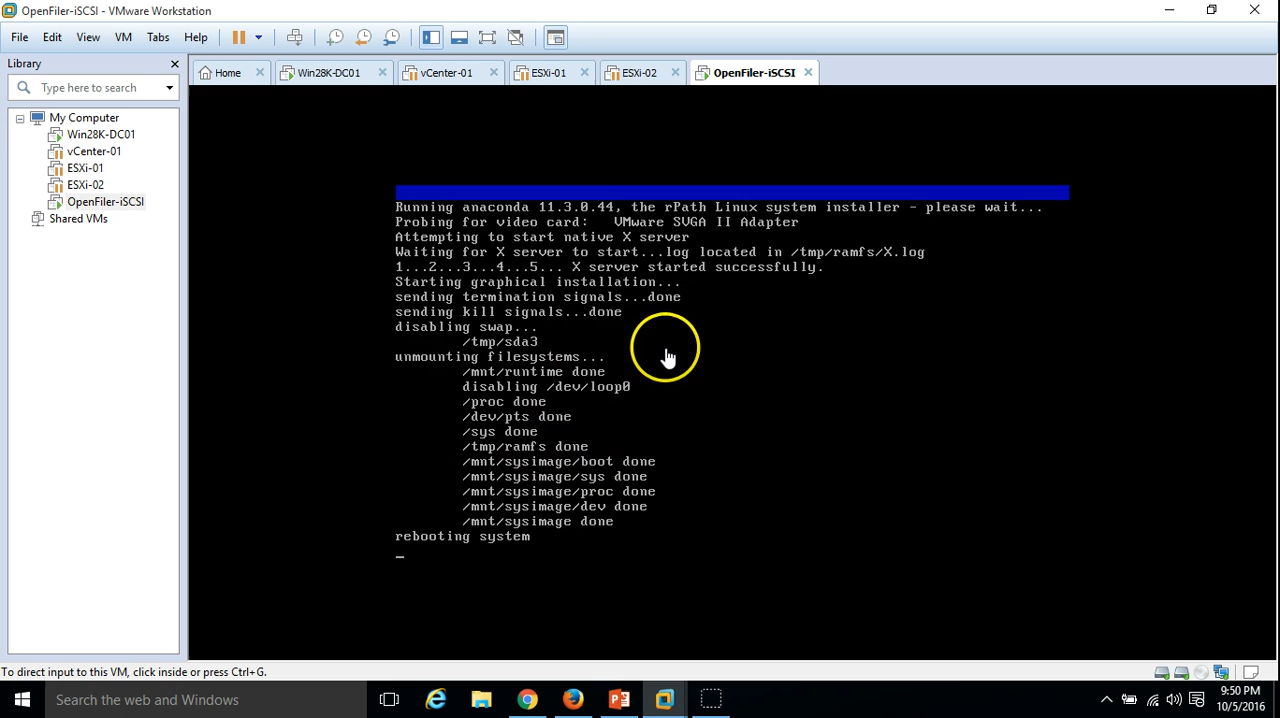 OpenFiler-iSCSI - VMware Workstation
File Edit View VM Tabs Help
Library
Type here to search
My Computer
Win28K-DC01
vCenter-01
ESXi-01
ESXi-02
OpenFiler-iSCSI
Shared VMs
Home Win28K-DC01 vCenter-01 ESXi-01 ESXi-02 OpenFiler-iSCSI
Running anaconda 11.3.0.44, the rPath Linux system installer - please wait...
Probing for video card: VMware SVGA II Adapter
Attempting to start native X server
Waiting for X server to start...log located in /tmp/ramfs/X.log
1...2...3...4...5... X server started successfully.
Starting graphical installation...
sending termination signals...done
sending kill signals...done
disabling swap...
/tmp/sda3
unmounting filesystems...
/mnt/runtime done
disabling /dev/loop0
/proc done
/dev/pts done
/sys done
/tmp/ramfs done
/mnt/sysimage/boot done
/mnt/sysimage/sys done
/mnt/sysimage/proc done
/mnt/sysimage/dev done
/mnt/sysimage done
rebooting system
_
To direct input to this VM, click inside or press Ctrl+G.
Search the web and Windows
9:50 PM
10/5/2016